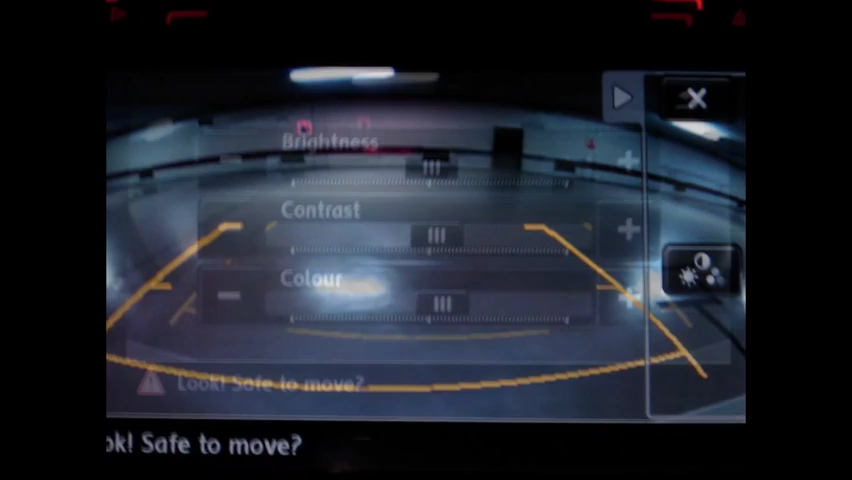 Brightness
Contrast
Colour
Look! Safe to move?
ok! Safe to move?